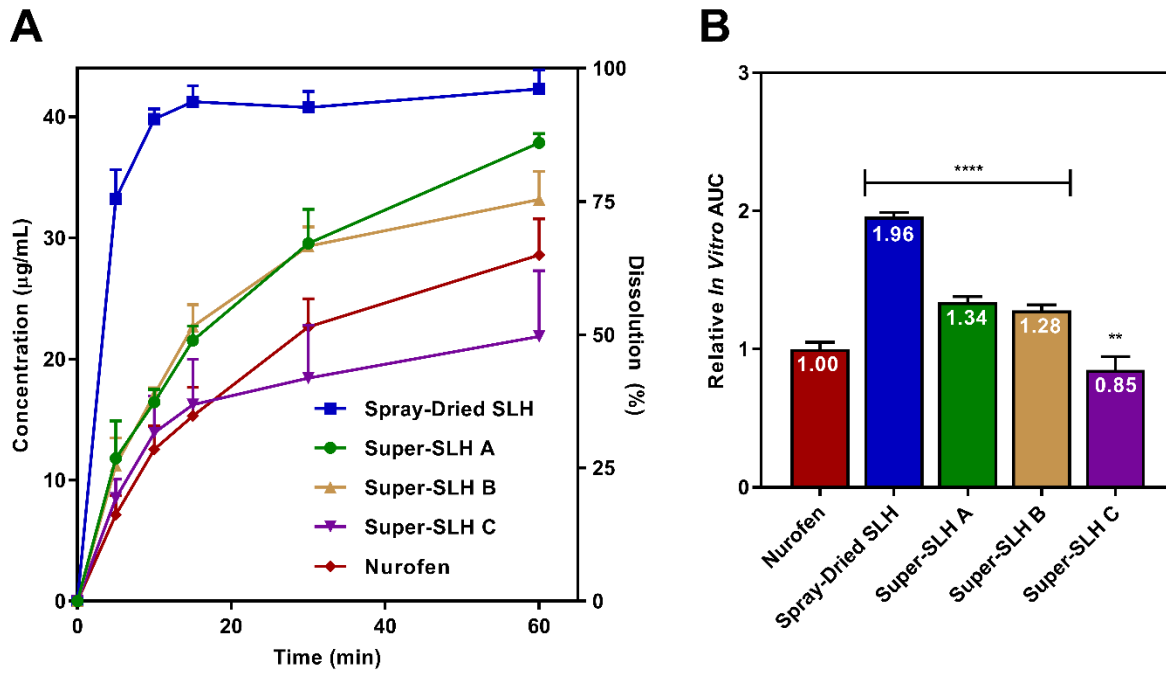 A
Concentration (µg/mL)
40
30
20
10
0
100
75
50
25
0
Dissolution (%)
0
20
40
60
Time (min)
Spray-Dried SLH
Super-SLH A
Super-SLH B
Super-SLH C
Nurofen
B
Relative In Vitro AUC
3
2
1
0
****
**
1.00
1.96
1.34
1.28
0.85
Nurofen
Spray-Dried SLH
Super-SLH A
Super-SLH B
Super-SLH C